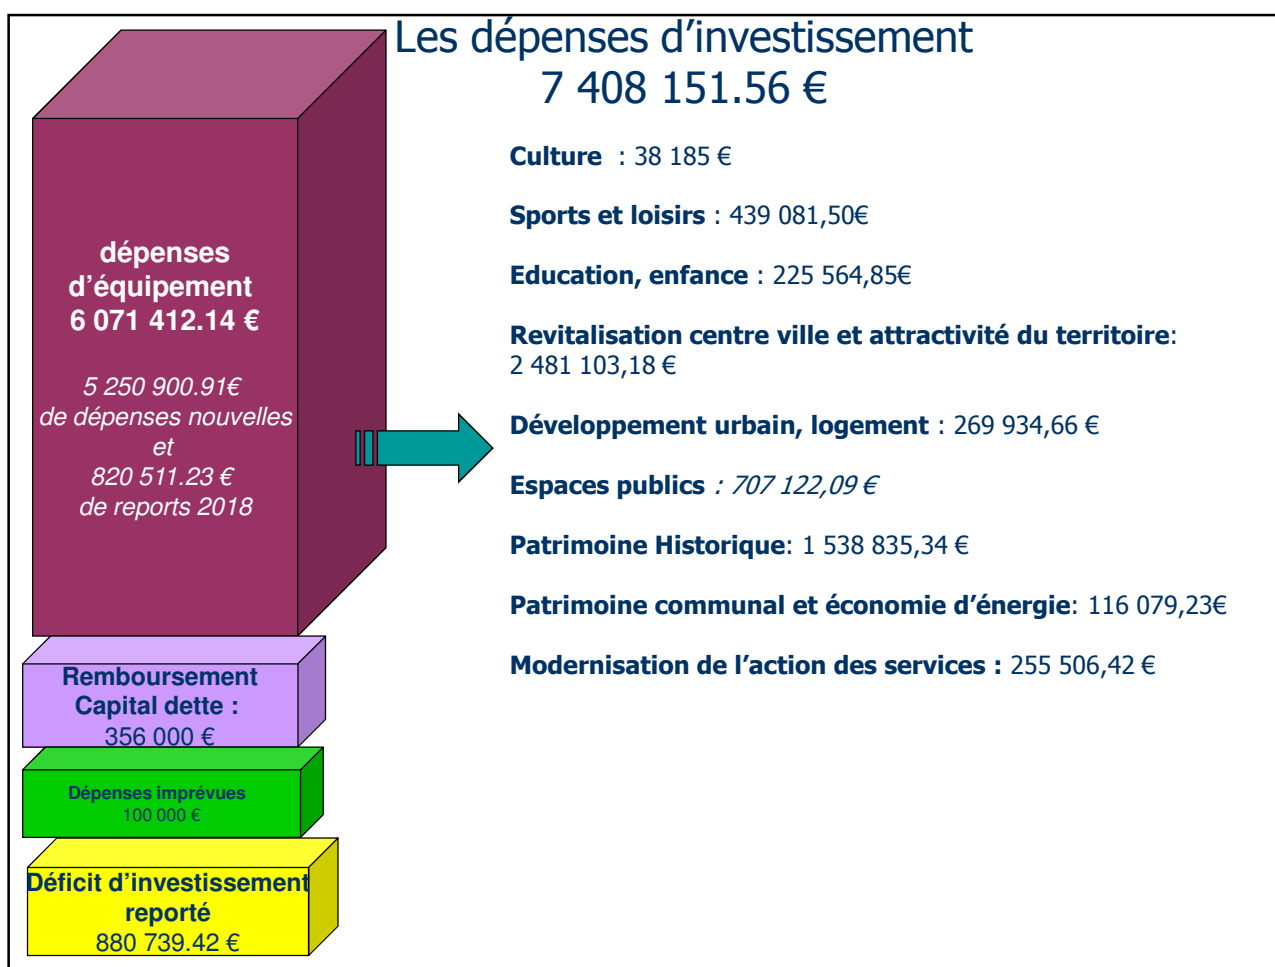 Les dépenses d’investissement
7 408 151.56 €
dépenses
d’équipement
6 071 412.14 €
5 250 900.91€
de dépenses nouvelles
et
820 511.23 €
de reports 2018
Remboursement
Capital dette :
356 000 €
Dépenses imprévues
100 000 €
Déficit d’investissement
reporté
880 739.42 €
Culture : 38 185 €
Sports et loisirs : 439 081,50€
Education, enfance : 225 564,85€
Revitalisation centre ville et attractivité du territoire:
2 481 103,18 €
Développement urbain, logement : 269 934,66 €
Espaces publics : 707 122,09 €
Patrimoine Historique: 1 538 835,34 €
Patrimoine communal et économie d’énergie: 116 079,23€
Modernisation de l’action des services : 255 506,42 €